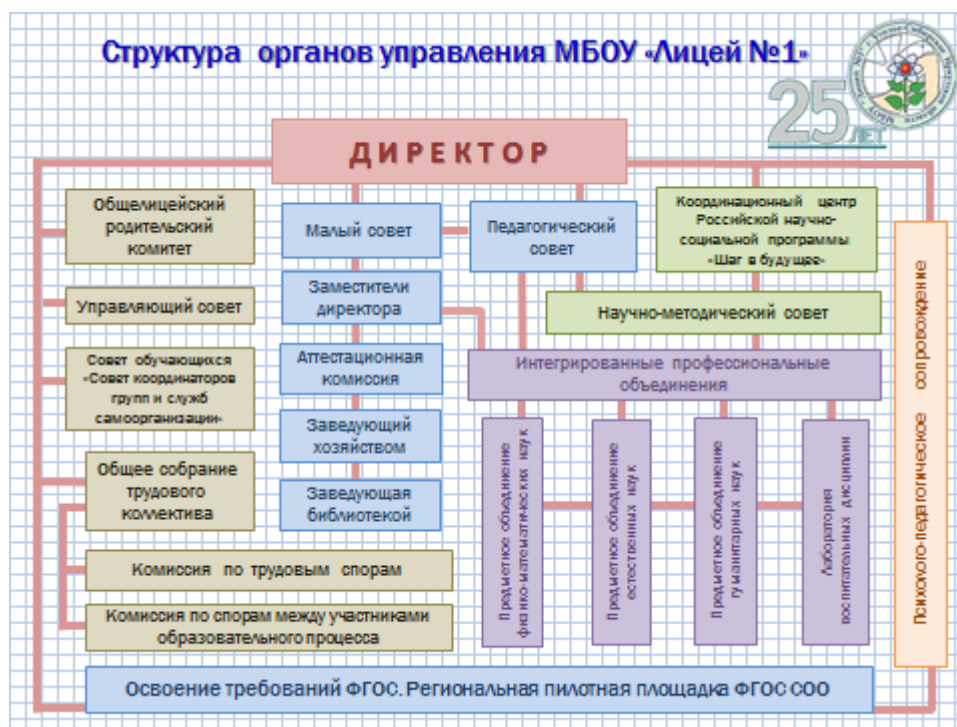 Структура органов управления МБОУ «Лицей №1»
25
ЛЕТ
ДИРЕКТОР
Общелицейский
родительский
комитет
Малый совет
Педагогический
совет
Координационный центр
Российской научно-
социальной программы
«Шаг в будущее»
Управляющий совет
Заместители
директора
Научно-методический совет
Совет обучающихся
«Совет координаторов
групп и служб
самоорганизации»
Аттестационная
комиссия
Интегрированные профессиональные
объединения
Заведующий
хозяйством
Общее собрание
трудового
коллектива
Заведующая
библиотекой
Предметное объединение
физико-математических наук
Предметное объединение
естественных наук
Предметное объединение
гуманитарных наук
Лаборатория
воспитательных дисциплин
Психолого-педагогическое сопровождение
Комиссия по трудовым спорам
Комиссия по спорам между участниками
образовательного процесса
Освоение требований ФГОС. Региональная пилотная площадка ФГОС СОО